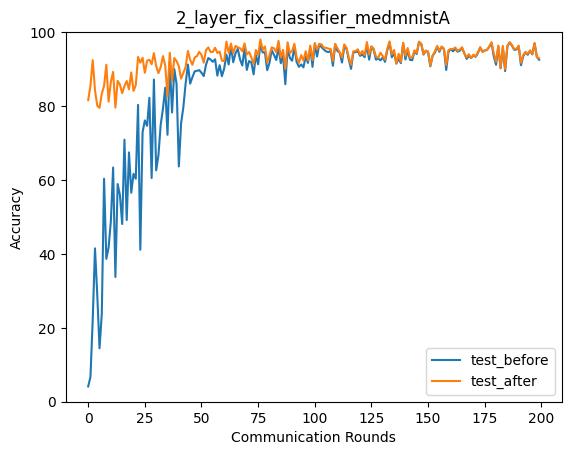 2_layer_fix_classifier_medmnistA
Accuracy
100
80
60
40
20
0
0 25 50 75 100 125 150 175 200
Communication Rounds
test_before
test_after